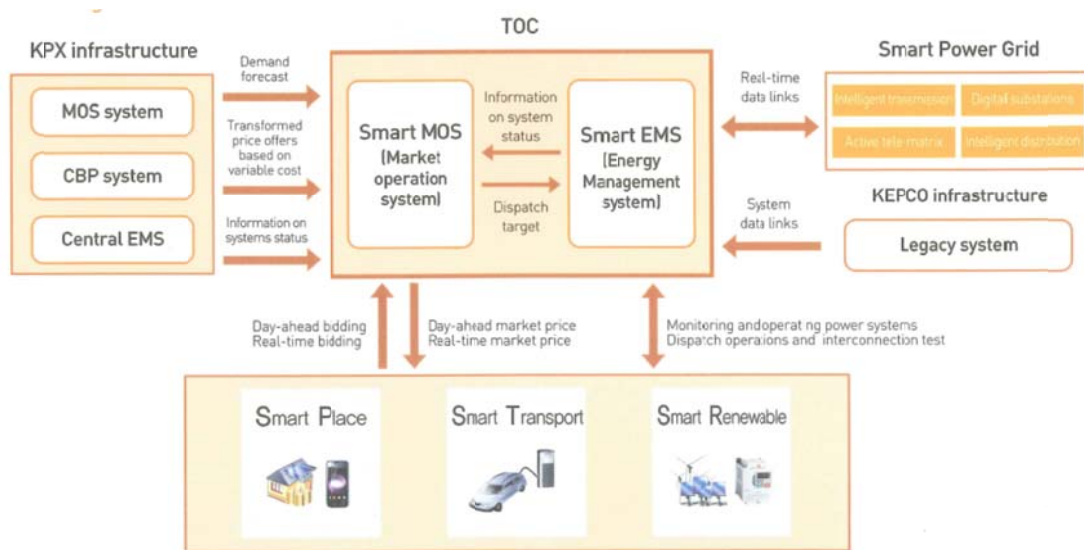 TOC
KPX infrastructure
MOS system
CBP system
Central EMS
Demand
forecast
Transformed
price offers
based on
variable cost
Information on
systems status
Smart MOS
(Market
operation
system)
Information
on system
status
Dispatch
target
Smart EMS
(Energy
Management
system)
Real-time
data links
System
data links
Smart Power Grid
Intelligent transmission
Digital substations
Active tele matrix
Intelligent distribution
KEPCO infrastructure
Legacy system
Day-ahead bidding
Real-time bidding
Day-ahead market price
Real-time market price
Monitoring andoperating power systems
Dispatch operations and interconnection test
Smart Place
Smart Transport
Smart Renewable